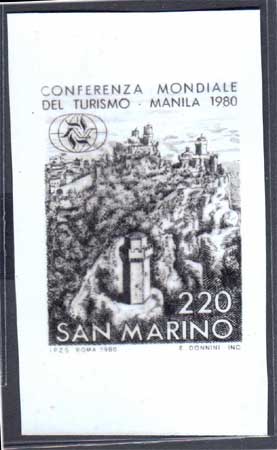 CONFERENZA MONDIALE
DEL TURISMO - MANILA 1980
220
SAN MARINO
I.P.Z.S. ROMA 1980 E. DONNINI INC.